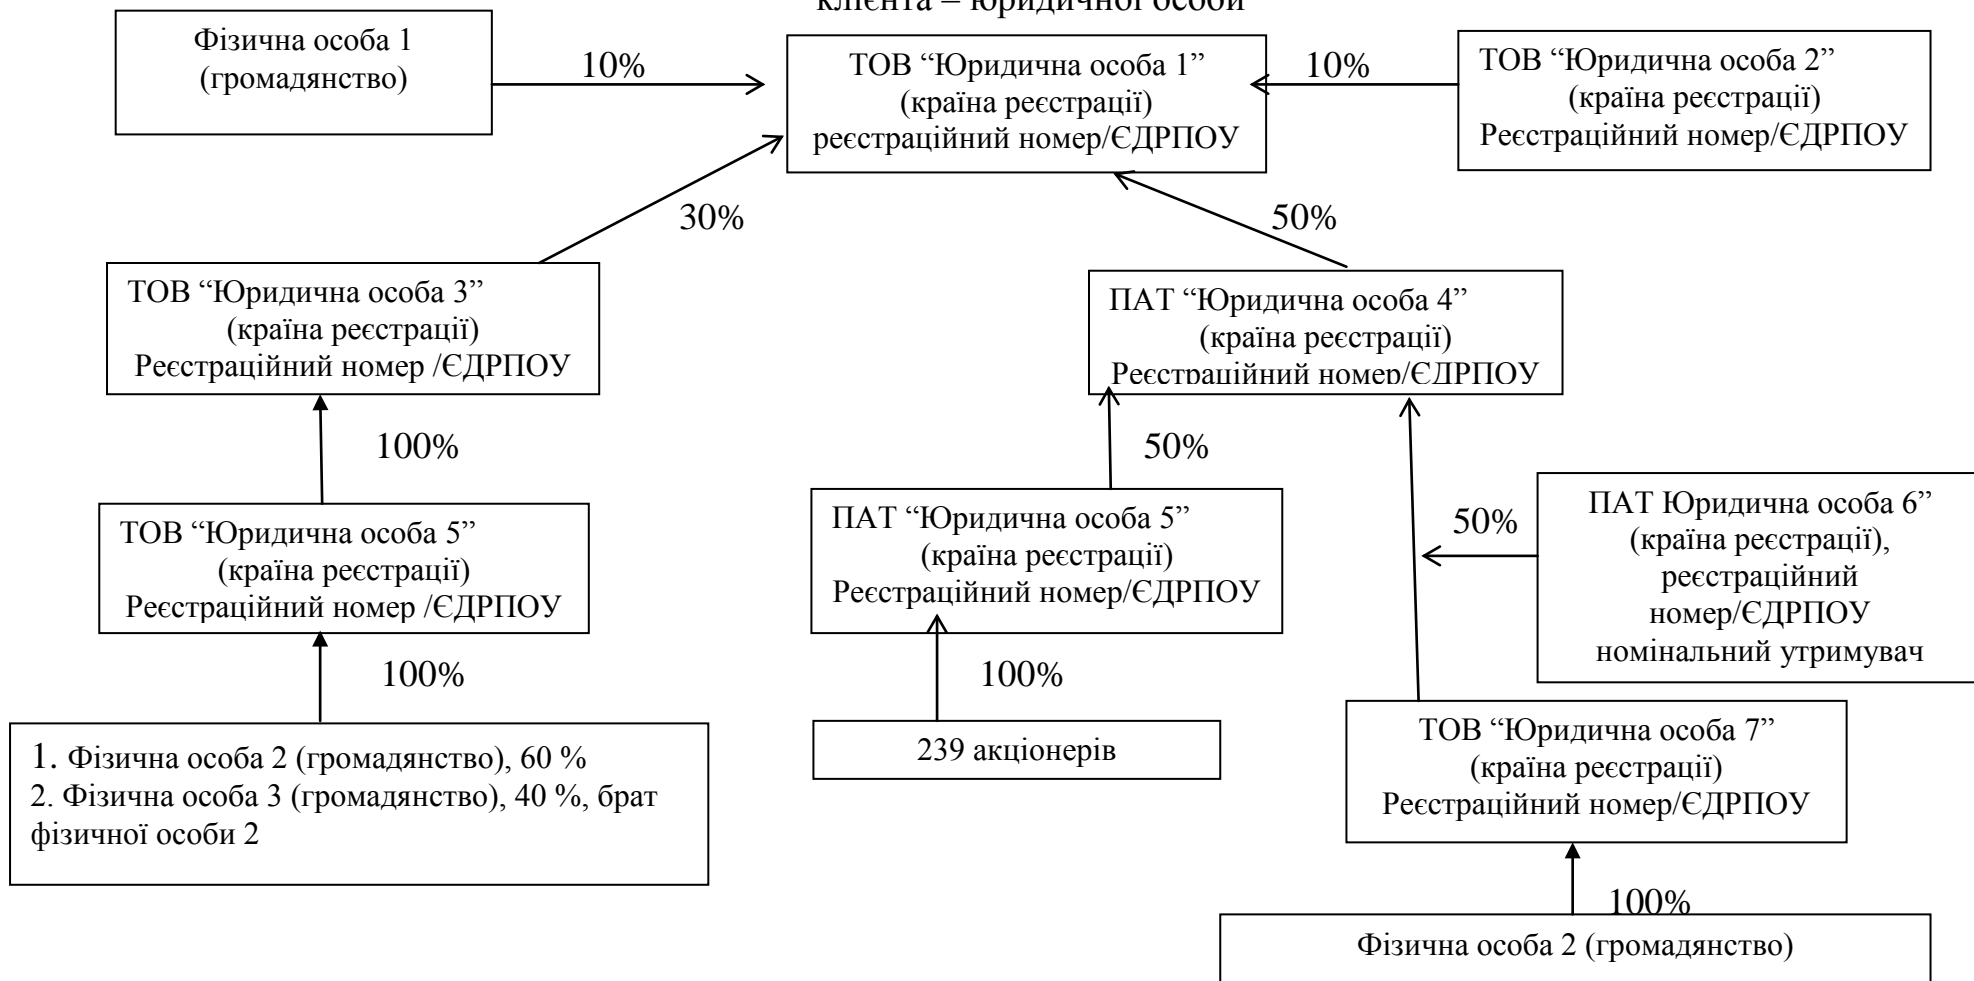 клієнта – юридичної особи
Фізична особа 1
(громадянство)
10%
ТОВ “Юридична особа 1”
(країна реєстрації)
реєстраційний номер/ЄДРПОУ
10%
ТОВ “Юридична особа 2”
(країна реєстрації)
Реєстраційний номер/ЄДРПОУ
30%
50%
ТОВ “Юридична особа 3”
(країна реєстрації)
Реєстраційний номер /ЄДРПОУ
ПАТ “Юридична особа 4”
(країна реєстрації)
Реєстраційний номер/ЄДРПОУ
100%
50%
ТОВ “Юридична особа 5”
(країна реєстрації)
Реєстраційний номер /ЄДРПОУ
ПАТ “Юридична особа 5”
(країна реєстрації)
Реєстраційний номер/ЄДРПОУ
50%
ПАТ Юридична особа 6”
(країна реєстрації),
реєстраційний
номер/ЄДРПОУ
номінальний утримувач
100%
100%
1. Фізична особа 2 (громадянство), 60 %
2. Фізична особа 3 (громадянство), 40 %, брат
фізичної особи 2
239 акціонерів
ТОВ “Юридична особа 7”
(країна реєстрації)
Реєстраційний номер/ЄДРПОУ
100%
Фізична особа 2 (громадянство)